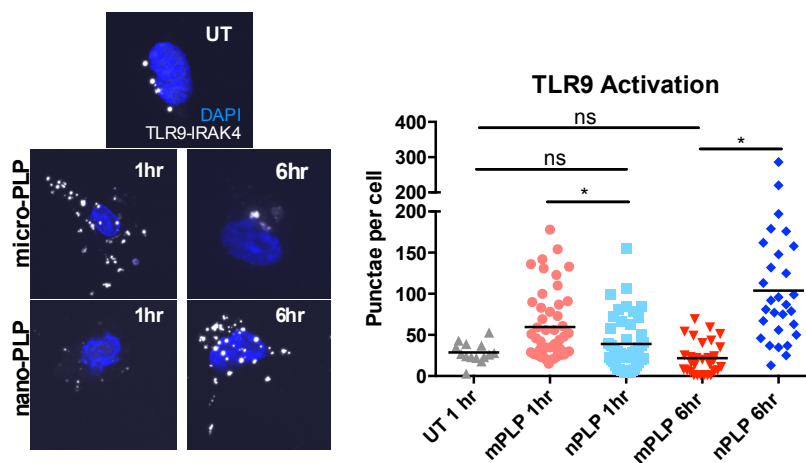 UT
DAPI
TLR9-IRAK4
micro-PLP
1hr
6hr
nano-PLP
1hr
6hr
TLR9 Activation
Punctae per cell
400
300
200
150
100
50
0
ns
ns
*
*
UT 1 hr
mPLP 1hr
nPLP 1hr
mPLP 6hr
nPLP 6hr